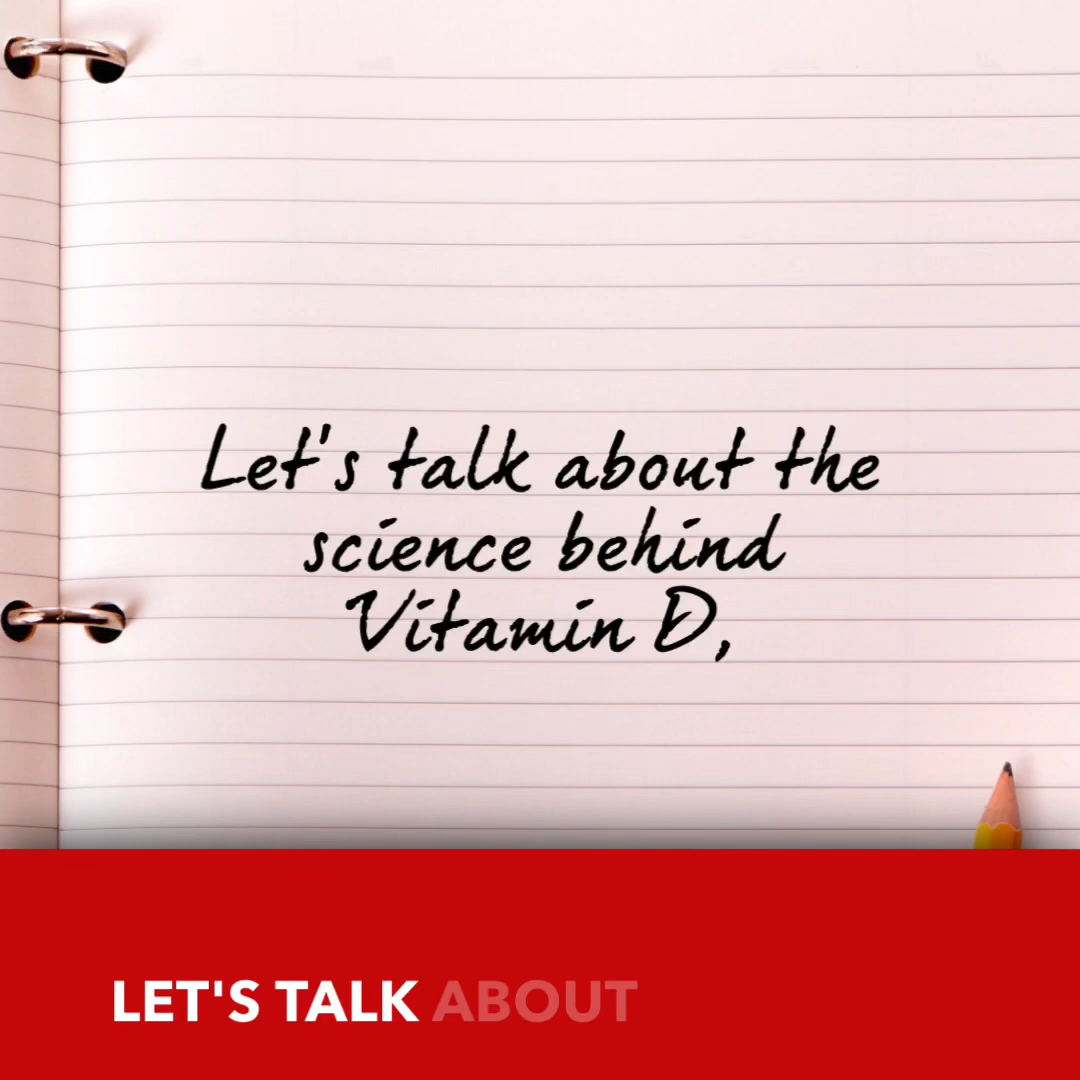 Let's talk about the
science behind
Vitamin D,
LET'S TALK ABOUT